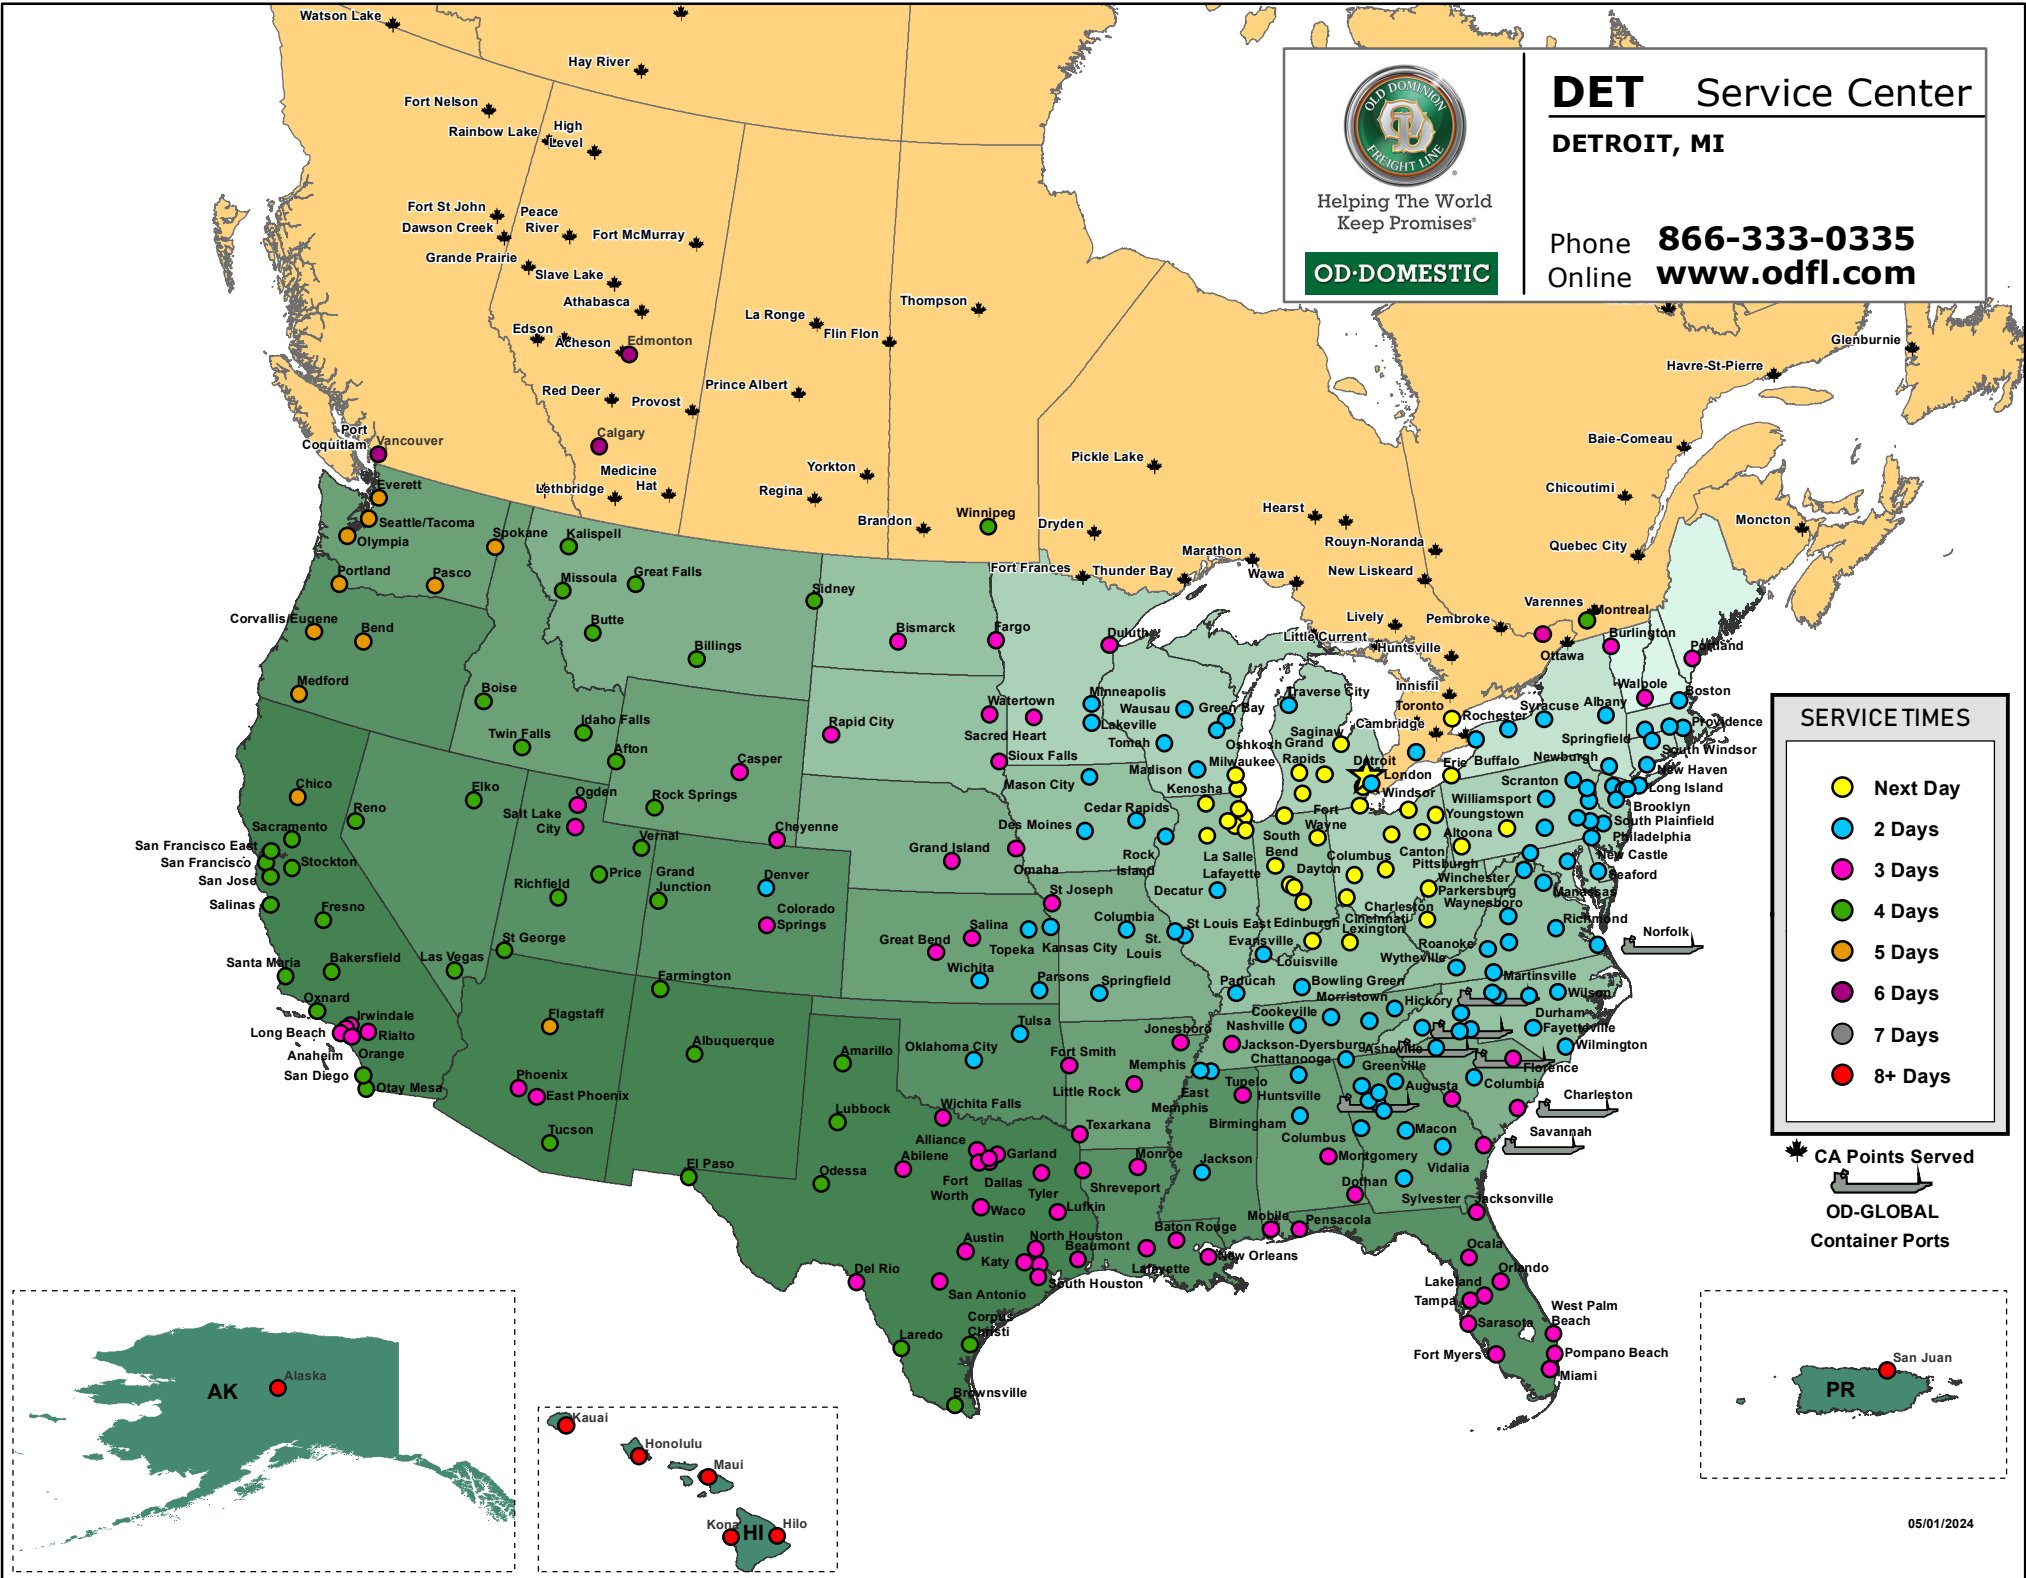 OLD DOMINION
FREIGHT LINE
Helping The World
Keep Promises®
OD·DOMESTIC
DET Service Center
DETROIT, MI
Phone 866-333-0335
Online www.odfl.com
Watson Lake
Hay River
Fort Nelson
Rainbow Lake
High
Level
Fort St John
Peace
River
Dawson Creek
Fort McMurray
Grande Prairie
Slave Lake
Athabasca
Edson
Acheson
Edmonton
La Ronge
Flin Flon
Thompson
Glenburnie
Havre-St-Pierre
Red Deer
Provost
Prince Albert
Port
Coquitlam
Vancouver
Calgary
Baie-Comeau
Medicine
Hat
Lethbridge
Yorkton
Regina
Pickle Lake
Chicoutimi
Brandon
Winnipeg
Dryden
Hearst
Moncton
Rouyn-Noranda
Quebec City
Marathon
Fort Frances
Thunder Bay
Wawa
New Liskeard
Varennes
Montreal
Lively
Pembroke
Little Current
Huntsville
Ottawa
Burlington
Portland
Innisfil
Toronto
Cambridge
Everett
Seattle/Tacoma
Olympia
Spokane
Kalispell
Portland
Pasco
Missoula
Great Falls
Sidney
Corvallis/Eugene
Bend
Butte
Billings
Bismarck
Fargo
Duluth
Medford
Boise
Idaho Falls
Twin Falls
Afton
Casper
Rapid City
Watertown
Sacred Heart
Sioux Falls
Minneapolis
Lakeville
Wausau
Green Bay
Traverse City
Tomah
Oshkosh
Grand
Rapids
Saginaw
Detroit
London
Windsor
Rochester
Syracuse
Albany
Walpole
Boston
Providence
Springfield
South Windsor
Buffalo
Erie
Newburgh
New Haven
Long Island
Scranton
Brooklyn
Williamsport
South Plainfield
Youngstown
Philadelphia
Altoona
New Castle
Seaford
Canton
Pittsburgh
Winchester
Parkersburg
Manassas
Waynesboro
Richmond
Norfolk
Madison
Milwaukee
Mason City
Kenosha
Cedar Rapids
Des Moines
Fort
Wayne
South
Bend
La Salle
Lafayette
Rock
Island
Columbus
Dayton
Decatur
Charleston
Cincinnati
Lexington
Edinburgh
St Louis East
St.
Louis
Evansville
Louisville
Roanoke
Wytheville
Martinsville
Chico
Reno
Elko
Ogden
Salt Lake
City
Rock Springs
Cheyenne
Vernal
Sacramento
San Francisco East
San Francisco
Stockton
San Jose
Salinas
Fresno
Richfield
Price
Grand
Junction
Denver
Colorado
Springs
Grand Island
Omaha
St Joseph
Salina
Great Bend
Topeka
Kansas City
Columbia
Wichita
Parsons
Springfield
Paducah
Bowling Green
Santa Maria
Bakersfield
Las Vegas
St George
Farmington
Oxnard
Irwindale
Long Beach
Rialto
Anaheim
Orange
San Diego
Otay Mesa
Flagstaff
Albuquerque
Phoenix
East Phoenix
Tucson
Amarillo
Oklahoma City
Tulsa
Jonesboro
Fort Smith
Little Rock
Memphis
East
Memphis
Jackson-Dyersburg
Nashville
Cookeville
Morristown
Hickory
Wilson
Durham
Fayetteville
Wilmington
Asheville
Chattanooga
Greenville
Florence
Columbia
Augusta
Charleston
Savannah
Tupelo
Huntsville
Birmingham
Columbus
Macon
Vidalia
Montgomery
Dothan
Sylvester
Jacksonville
Lubbock
Wichita Falls
Texarkana
Alliance
Abilene
Garland
Fort
Worth
Dallas
Tyler
Monroe
Shreveport
Jackson
El Paso
Odessa
Waco
Lufkin
Mobile
Pensacola
Baton Rouge
Austin
North Houston
Beaumont
Katy
Lafayette
New Orleans
South Houston
Del Rio
San Antonio
Ocala
Orlando
Lakeland
Tampa
Sarasota
West Palm
Beach
Fort Myers
Pompano Beach
Miami
Corpus
Christi
Laredo
Brownsville
SERVICE TIMES
Next Day
2 Days
3 Days
4 Days
5 Days
6 Days
7 Days
8+ Days
CA Points Served
OD-GLOBAL
Container Ports
AK
Alaska
Kauai
Honolulu
Maui
Kona
HI
Hilo
San Juan
PR
05/01/2024